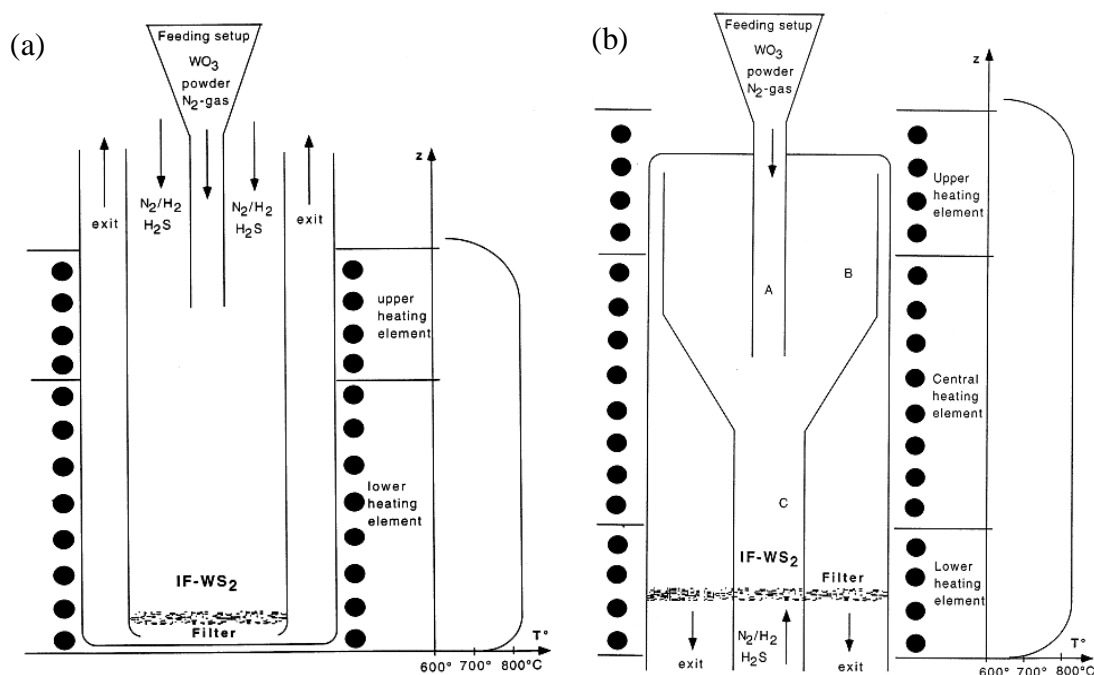 (a)
Feeding setup
WO3
powder
N2-gas
z
N2/H2
H2S
N2/H2
H2S
exit
exit
upper
heating
element
lower
heating
element
IF-WS2
Filter
T°
600° 700° 800°C
(b)
Feeding setup
WO3
powder
N2-gas
z
Upper
heating
element
A
B
Central
heating
element
C
IF-WS2
Filter
Lower
heating
element
N2/H2
H2S
exit
exit
T°
600° 700° 800°C